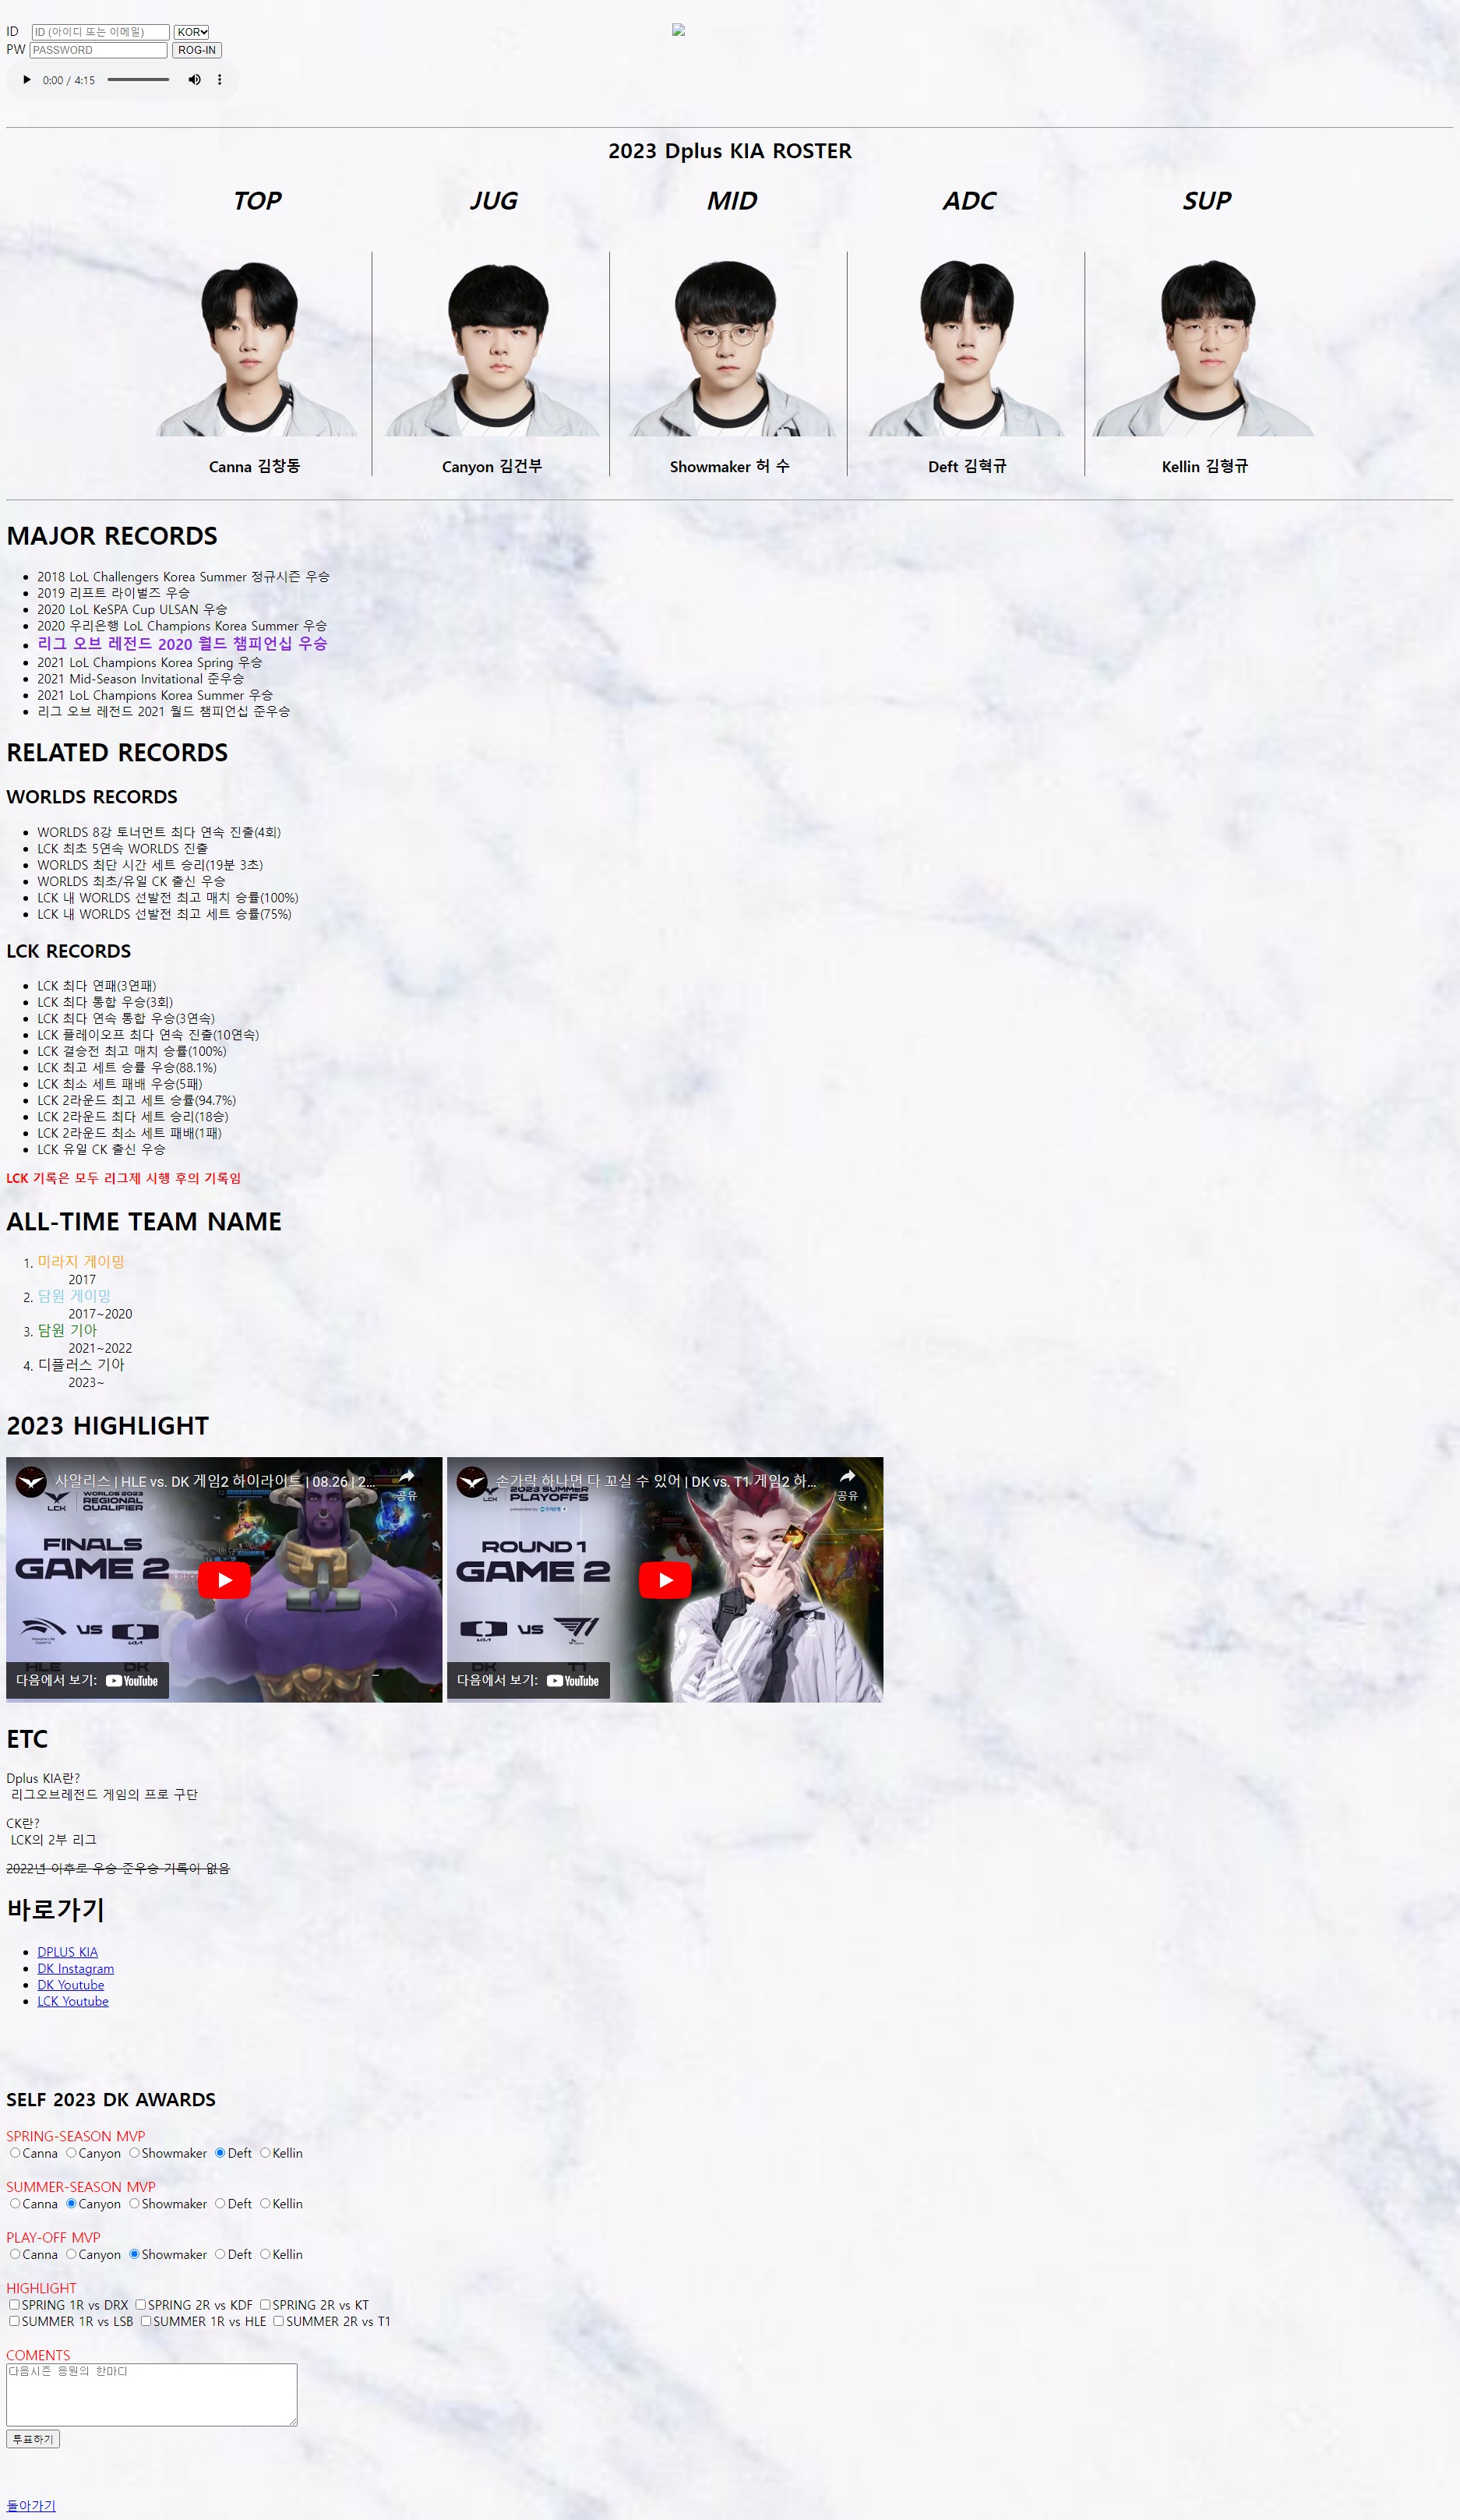 ID ID (아이디 또는 이메일) KOR
PW PASSWORD ROG-IN
0:00 / 4:15
2023 Dplus KIA ROSTER
TOP JUG MID ADC SUP
Canna 김창동 Canyon 김건부 Showmaker 허 수 Deft 김혁규 Kellin 김형규
MAJOR RECORDS
2018 LoL Challengers Korea Summer 정규시즌 우승
2019 리프트 라이벌즈 우승
2020 LoL KeSPA Cup ULSAN 우승
2020 우리은행 LoL Champions Korea Summer 우승
리그 오브 레전드 2020 월드 챔피언십 우승
2021 LoL Champions Korea Spring 우승
2021 Mid-Season Invitational 준우승
2021 LoL Champions Korea Summer 우승
리그 오브 레전드 2021 월드 챔피언십 준우승
RELATED RECORDS
WORLDS RECORDS
WORLDS 8강 토너먼트 최다 연속 진출(4회)
LCK 최초 5연속 WORLDS 진출
WORLDS 최단 시간 세트 승리(19분 3초)
WORLDS 최초/유일 CK 출신 우승
LCK 내 WORLDS 선발전 최고 매치 승률(100%)
LCK 내 WORLDS 선발전 최고 세트 승률(75%)
LCK RECORDS
LCK 최다 연패(3연패)
LCK 최다 통합 우승(3회)
LCK 최다 연속 통합 우승(3연속)
LCK 플레이오프 최다 연속 진출(10연속)
LCK 결승전 최고 매치 승률(100%)
LCK 최고 세트 승률 우승(88.1%)
LCK 최소 세트 패배 우승(5패)
LCK 2라운드 최고 세트 승률(94.7%)
LCK 2라운드 최다 세트 승리(18승)
LCK 2라운드 최소 세트 패배(1패)
LCK 유일 CK 출신 우승
LCK 기록은 모두 리그제 시행 후의 기록임
ALL-TIME TEAM NAME
1. 미라지 게이밍
2017
2. 담원 게이밍
2017~2020
3. 담원 기아
2021~2022
4. 디플러스 기아
2023~
2023 HIGHLIGHT
사알리스 | HLE vs. DK 게임2 하이라이트 | 08.26 | 2...
공유
LCK
WORLDS 2023
REGIONAL
QUALIFIER
FINALS
GAME 2
VS
KIA
HLE DK
다음에서 보기: YouTube
손가락 하나면 다 꼬실 수 있어 | DK vs. T1 게임2 하...
공유
LCK
2023 SUMMER
PLAYOFFS
ROUND 1
GAME 2
KIA
VS
T1
DK T1
다음에서 보기: YouTube
ETC
Dplus KIA란?
리그오브레전드 게임의 프로 구단
CK란?
LCK의 2부 리그
2022년 이후로 우승 준우승 기록이 없음
바로가기
DPLUS KIA
DK Instagram
DK Youtube
LCK Youtube
SELF 2023 DK AWARDS
SPRING-SEASON MVP
Canna Canyon Showmaker Deft Kellin
SUMMER-SEASON MVP
Canna Canyon Showmaker Deft Kellin
PLAY-OFF MVP
Canna Canyon Showmaker Deft Kellin
HIGHLIGHT
SPRING 1R vs DRX SPRING 2R vs KDF SPRING 2R vs KT
SUMMER 1R vs LSB SUMMER 1R vs HLE SUMMER 2R vs T1
COMENTS
다음시즌 응원의 한마디
투표하기
돌아가기